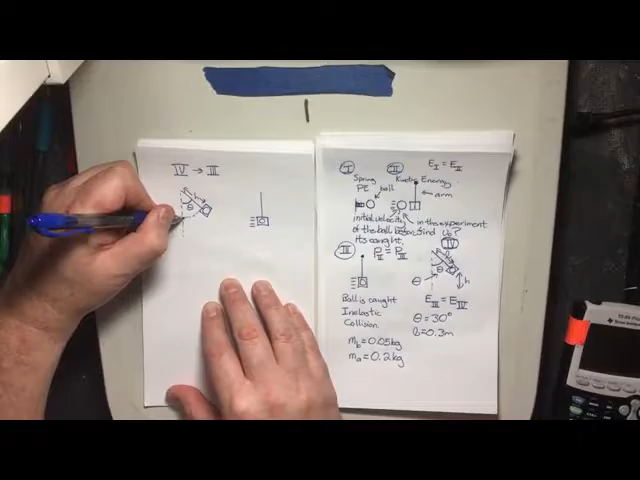 IV → III
θ
I
II
E_I = E_II
Spring
PE
ball
Kinetic Energy
arm
initial velocity
of the ball
in the experiment
find v₀?
its caught.
III
P_II = P_III
IV
θ
h
Ball is caught
Inelastic
Collision
E_III = E_IV
θ = 30°
l = 0.3m
m_b = 0.05kg
m_a = 0.2kg